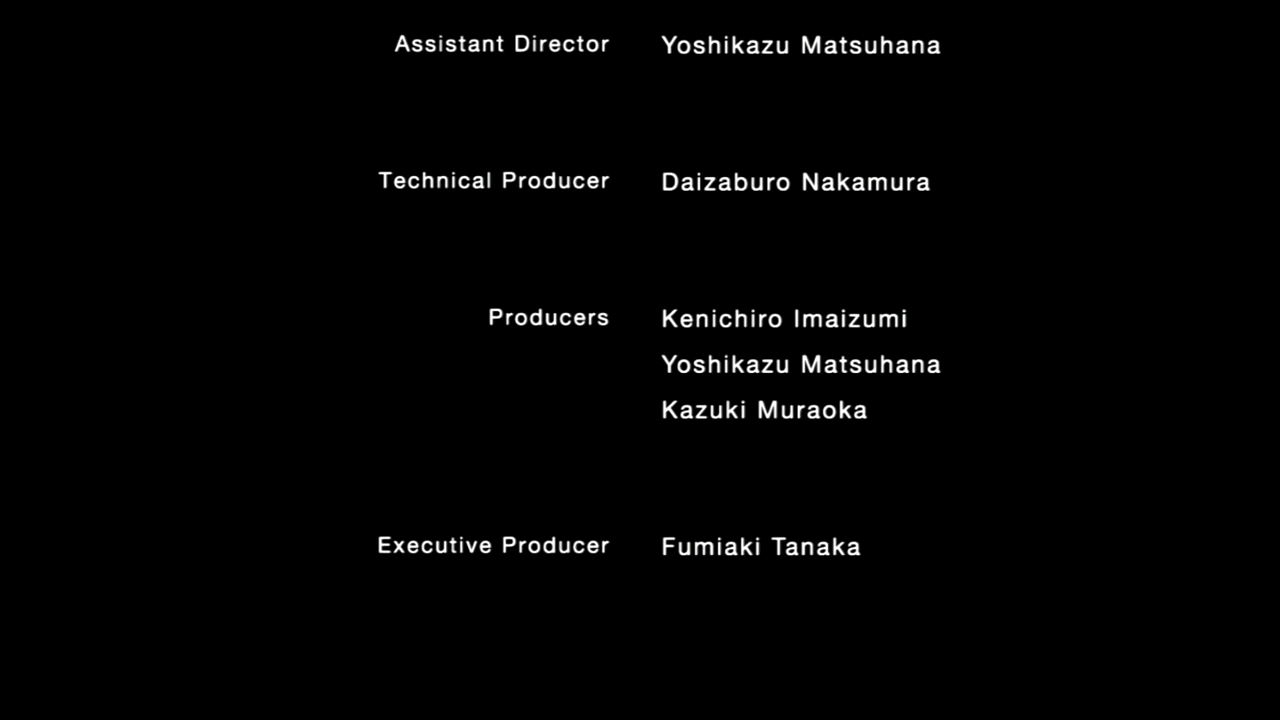 Assistant Director Yoshikazu Matsuhana
Technical Producer Daizaburo Nakamura
Producers Kenichiro Imaizumi
Yoshikazu Matsuhana
Kazuki Muraoka
Executive Producer Fumiaki Tanaka